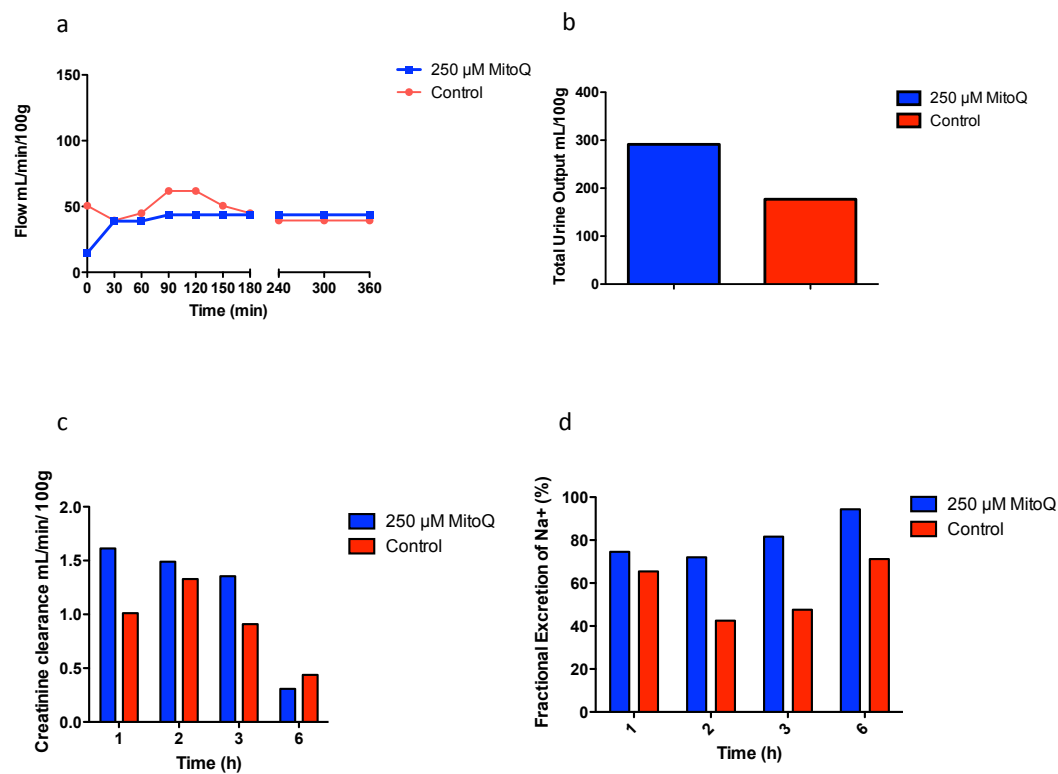 a
250 µM MitoQ
Control
150
100
50
0
Flow mL/min/100g
0 30 60 90 120 150 180 240 300 360
Time (min)
b
250 µM MitoQ
Control
400
300
200
100
0
Total Urine Output mL/100g
c
250 µM MitoQ
Control
2.0
1.5
1.0
0.5
0.0
Creatinine clearance mL/min/ 100g
1 2 3 6
Time (h)
d
250 µM MitoQ
Control
100
80
60
40
20
0
Fractional Excretion of Na+ (%)
1 2 3 6
Time (h)